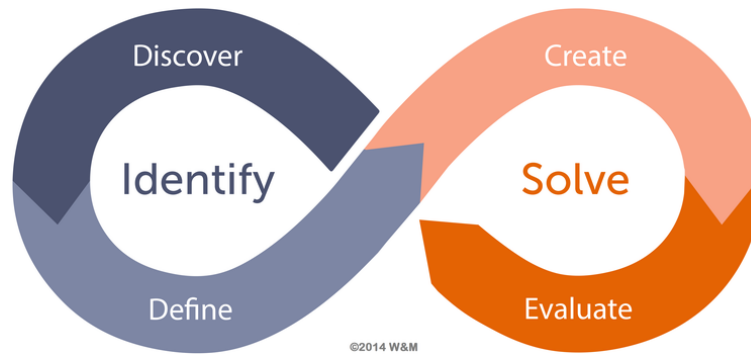 Discover
Create
Identify
Solve
Define
Evaluate
©2014 W&M